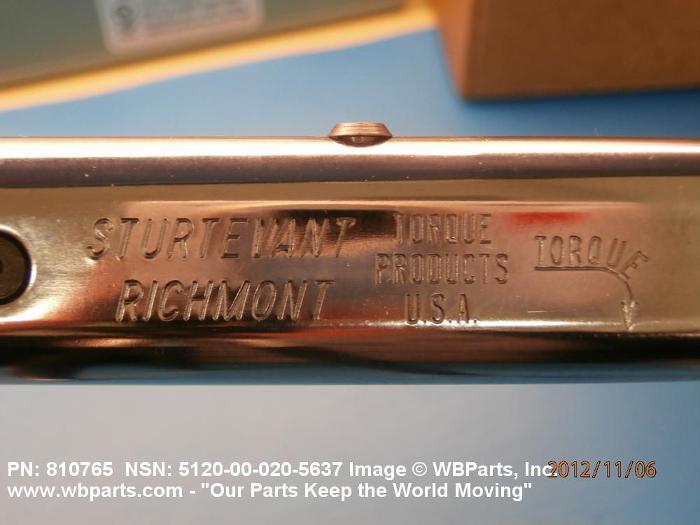 STURTEVANT
RICHMONT
TORQUE
PRODUCTS
U.S.A.
TORQUE
PN: 810765 NSN: 5120-00-020-5637 Image © WBParts, Inc.
2012/11/06
www.wbparts.com - "Our Parts Keep the World Moving"